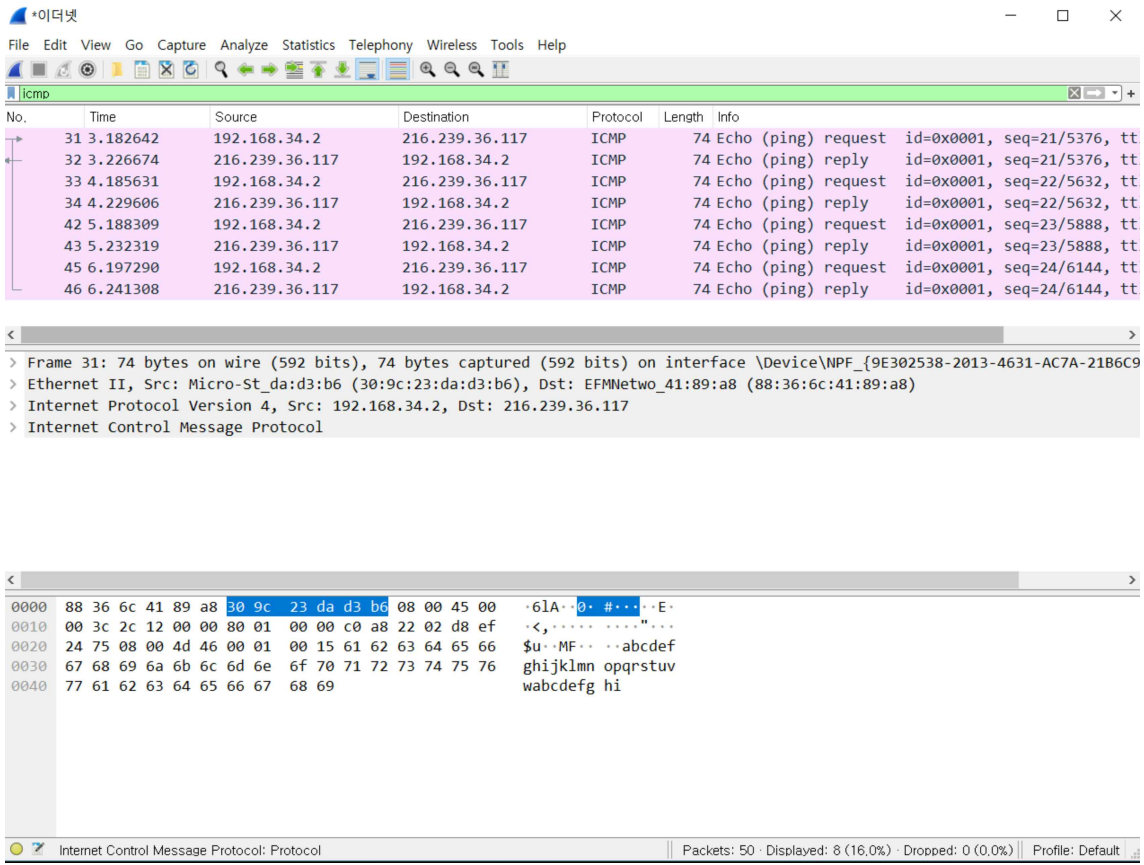 *이더넷
File Edit View Go Capture Analyze Statistics Telephony Wireless Tools Help
icmp
No. Time Source Destination Protocol Length Info
31 3.182642 192.168.34.2 216.239.36.117 ICMP 74 Echo (ping) request id=0x0001, seq=21/5376, tt
32 3.226674 216.239.36.117 192.168.34.2 ICMP 74 Echo (ping) reply id=0x0001, seq=21/5376, tt
33 4.185631 192.168.34.2 216.239.36.117 ICMP 74 Echo (ping) request id=0x0001, seq=22/5632, tt
34 4.229606 216.239.36.117 192.168.34.2 ICMP 74 Echo (ping) reply id=0x0001, seq=22/5632, tt
42 5.188309 192.168.34.2 216.239.36.117 ICMP 74 Echo (ping) request id=0x0001, seq=23/5888, tt
43 5.232319 216.239.36.117 192.168.34.2 ICMP 74 Echo (ping) reply id=0x0001, seq=23/5888, tt
45 6.197290 192.168.34.2 216.239.36.117 ICMP 74 Echo (ping) request id=0x0001, seq=24/6144, tt
46 6.241308 216.239.36.117 192.168.34.2 ICMP 74 Echo (ping) reply id=0x0001, seq=24/6144, tt
Frame 31: 74 bytes on wire (592 bits), 74 bytes captured (592 bits) on interface \Device\NPF_{9E302538-2013-4631-AC7A-21B6C9
Ethernet II, Src: Micro-St_da:d3:b6 (30:9c:23:da:d3:b6), Dst: EFMNetwo_41:89:a8 (88:36:6c:41:89:a8)
Internet Protocol Version 4, Src: 192.168.34.2, Dst: 216.239.36.117
Internet Control Message Protocol
0000 88 36 6c 41 89 a8 30 9c 23 da d3 b6 08 00 45 00 ·6lA··0· #·····E·
0010 00 3c 2c 12 00 00 80 01 00 00 c0 a8 22 02 d8 ef ·<,····· ····"···
0020 24 75 08 00 4d 46 00 01 00 15 61 62 63 64 65 66 $u··MF·· ··abcdef
0030 67 68 69 6a 6b 6c 6d 6e 6f 70 71 72 73 74 75 76 ghijklmn opqrstuv
0040 77 61 62 63 64 65 66 67 68 69 wabcdefg hi
Internet Control Message Protocol: Protocol Packets: 50 · Displayed: 8 (16,0%) · Dropped: 0 (0,0%) Profile: Default